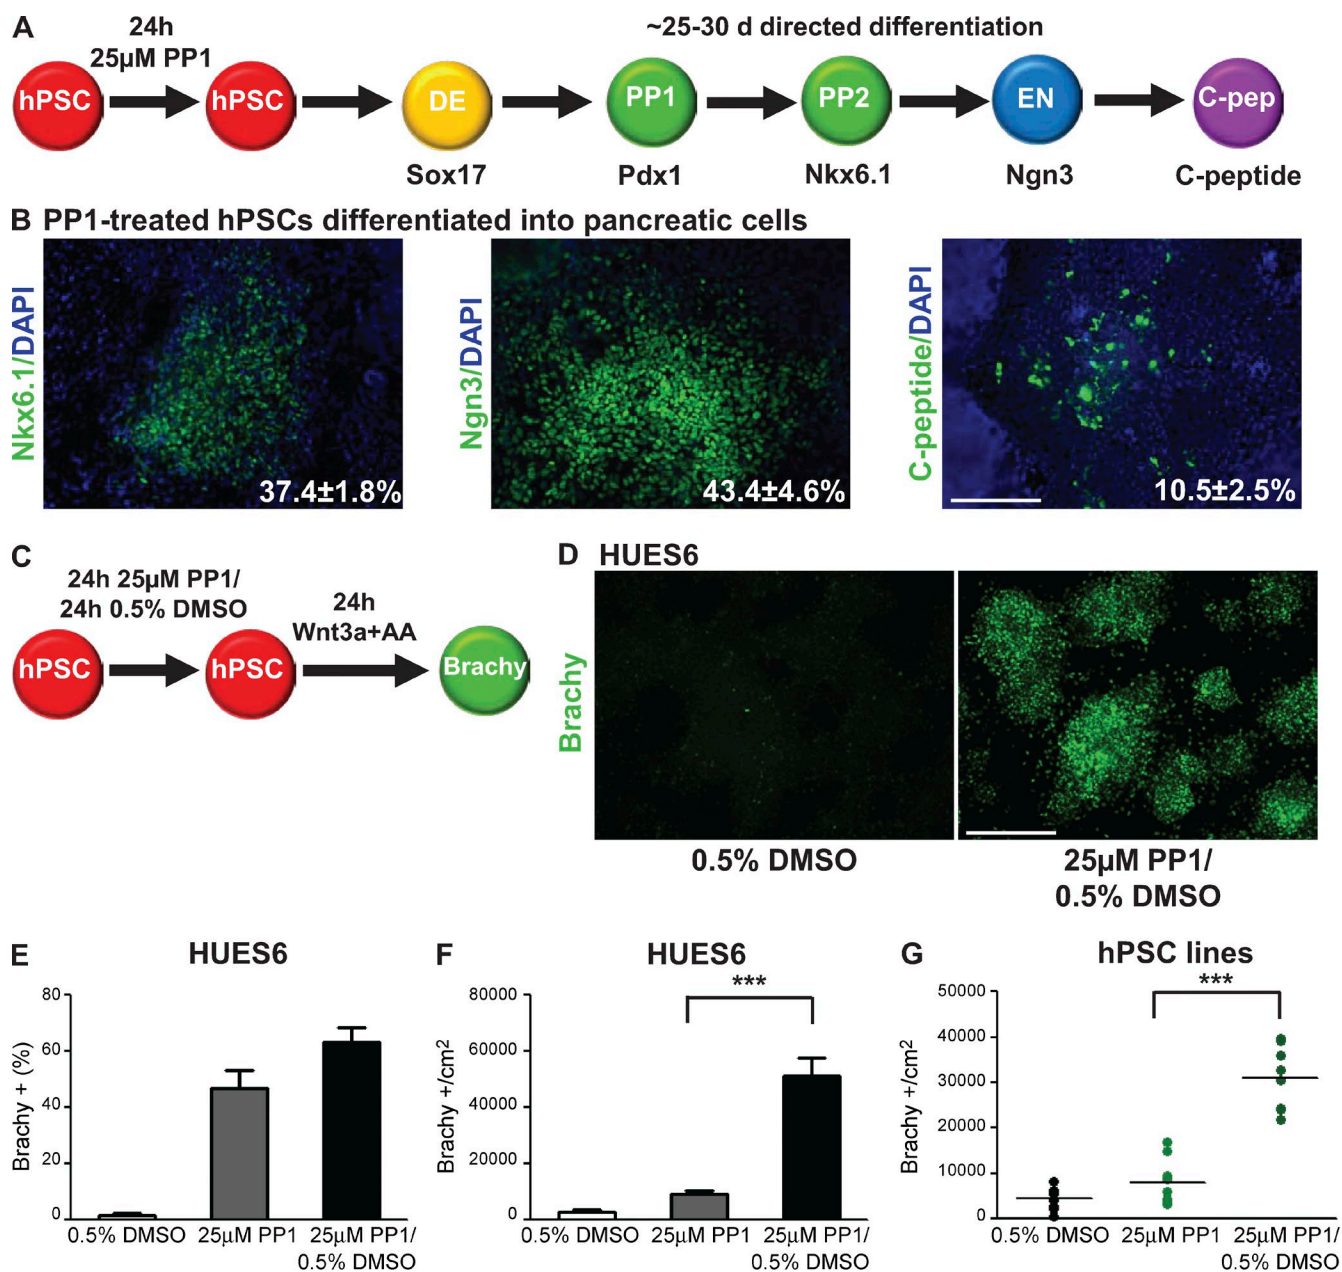 A
24h
25µM PP1
~25-30 d directed differentiation
hPSC
hPSC
DE
PP1
PP2
EN
C-pep
Sox17
Pdx1
Nkx6.1
Ngn3
C-peptide
B PP1-treated hPSCs differentiated into pancreatic cells
Nkx6.1/DAPI
37.4±1.8%
Ngn3/DAPI
43.4±4.6%
C-peptide/DAPI
10.5±2.5%
C
24h 25µM PP1/
24h 0.5% DMSO
24h
Wnt3a+AA
hPSC
hPSC
Brachy
D HUES6
Brachy
0.5% DMSO
25µM PP1/
0.5% DMSO
E HUES6
Brachy + (%)
80
60
40
20
0
0.5% DMSO
25µM PP1
25µM PP1/
0.5% DMSO
F HUES6
***
Brachy +/cm2
80000
60000
40000
20000
0
0.5% DMSO
25µM PP1
25µM PP1/
0.5% DMSO
G hPSC lines
***
Brachy +/cm2
50000
40000
30000
20000
10000
0
0.5% DMSO
25µM PP1
25µM PP1/
0.5% DMSO